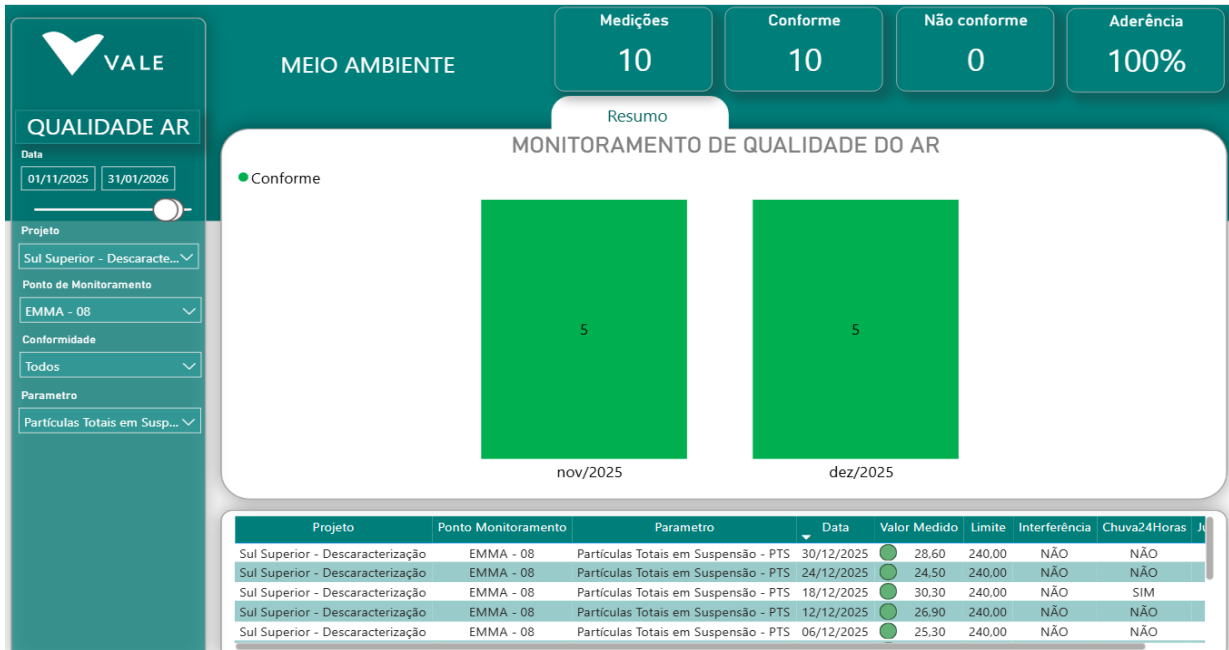 VALE
MEIO AMBIENTE
Medições
10
Conforme
10
Não conforme
0
Aderência
100%
QUALIDADE AR
Data
01/11/2025 31/01/2026
Projeto
Sul Superior - Descaracte...
Ponto de Monitoramento
EMMA - 08
Conformidade
Todos
Parametro
Partículas Totais em Susp...
Resumo
MONITORAMENTO DE QUALIDADE DO AR
Conforme
5 5
nov/2025 dez/2025
Projeto Ponto Monitoramento Parametro Data Valor Medido Limite Interferência Chuva24Horas
Sul Superior - Descaracterização EMMA - 08 Partículas Totais em Suspensão - PTS 30/12/2025 28,60 240,00 NÃO NÃO
Sul Superior - Descaracterização EMMA - 08 Partículas Totais em Suspensão - PTS 24/12/2025 24,50 240,00 NÃO NÃO
Sul Superior - Descaracterização EMMA - 08 Partículas Totais em Suspensão - PTS 18/12/2025 30,30 240,00 NÃO SIM
Sul Superior - Descaracterização EMMA - 08 Partículas Totais em Suspensão - PTS 12/12/2025 26,90 240,00 NÃO NÃO
Sul Superior - Descaracterização EMMA - 08 Partículas Totais em Suspensão - PTS 06/12/2025 25,30 240,00 NÃO NÃO